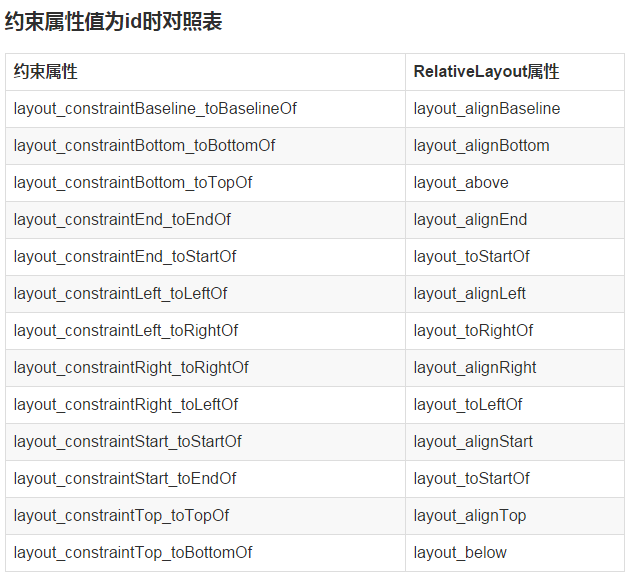 约束属性值为id时对照表
约束属性 RelativeLayout属性
layout_constraintBaseline_toBaselineOf layout_alignBaseline
layout_constraintBottom_toBottomOf layout_alignBottom
layout_constraintBottom_toTopOf layout_above
layout_constraintEnd_toEndOf layout_alignEnd
layout_constraintEnd_toStartOf layout_toStartOf
layout_constraintLeft_toLeftOf layout_alignLeft
layout_constraintLeft_toRightOf layout_toRightOf
layout_constraintRight_toRightOf layout_alignRight
layout_constraintRight_toLeftOf layout_toLeftOf
layout_constraintStart_toStartOf layout_alignStart
layout_constraintStart_toEndOf layout_toStartOf
layout_constraintTop_toTopOf layout_alignTop
layout_constraintTop_toBottomOf layout_below